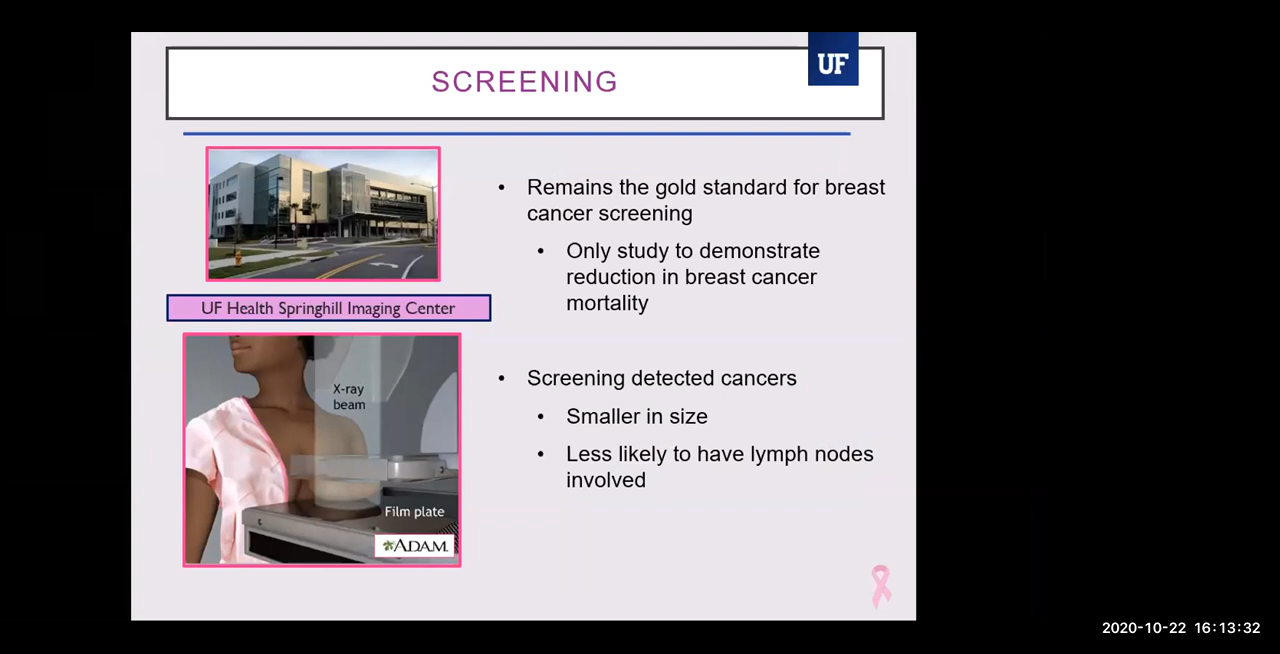 SCREENING
UF
UF Health Springhill Imaging Center
X-ray
beam
Film plate
ADAM.
• Remains the gold standard for breast
cancer screening
• Only study to demonstrate
reduction in breast cancer
mortality
• Screening detected cancers
• Smaller in size
• Less likely to have lymph nodes
involved
2020-10-22 16:13:32